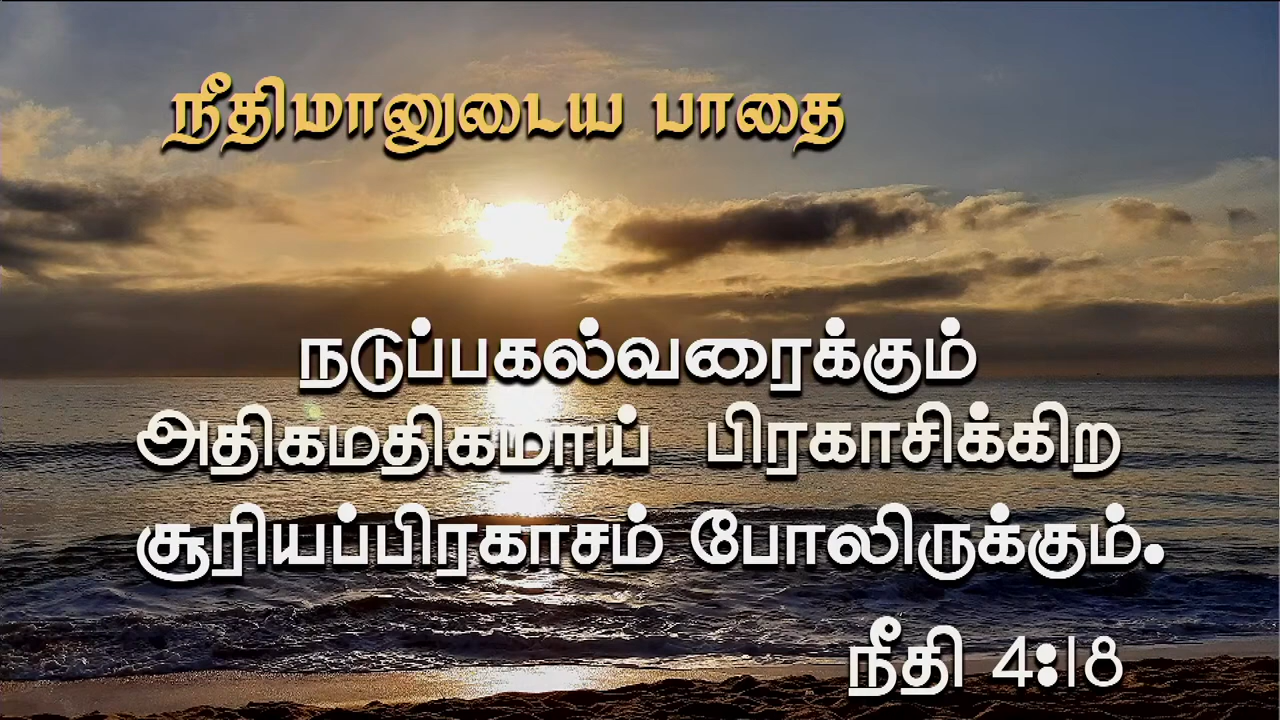 நீதிமானுடைய பாதை
நடுப்பகல்வரைக்கும்
அதிகமதிகமாய் பிரகாசிக்கிற
சூரியப்பிரகாசம் போலிருக்கும்.
நீதி 4:18